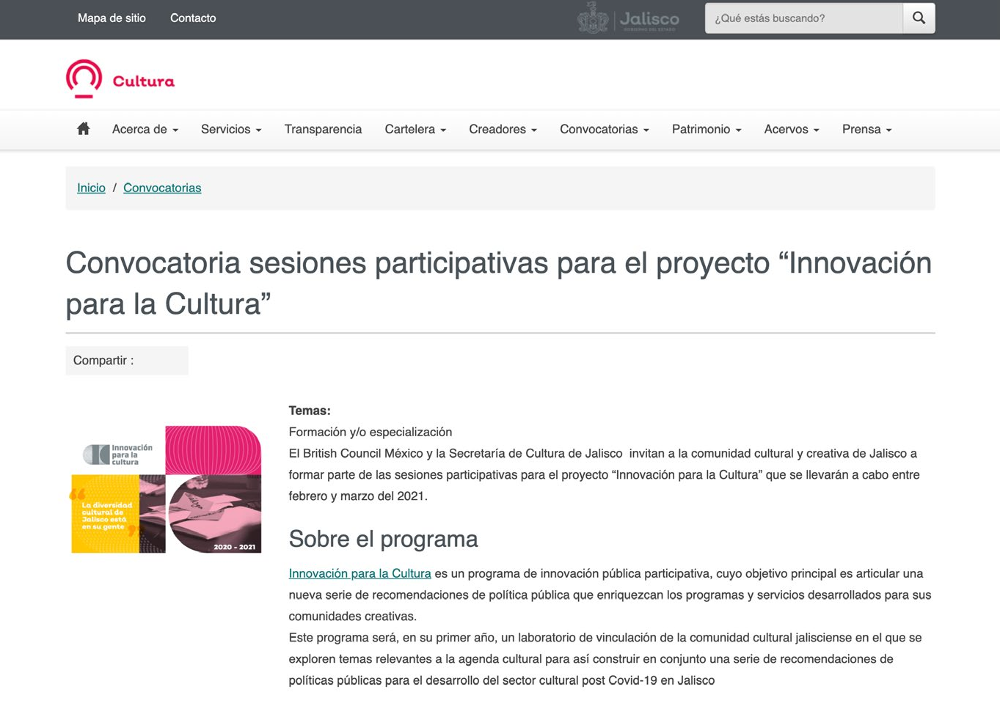 Mapa de sitio Contacto Jalisco ¿Qué estás buscando?
GOBIERNO DEL ESTADO
Cultura
Acerca de Servicios Transparencia Cartelera Creadores Convocatorias Patrimonio Acervos Prensa
Inicio / Convocatorias
Convocatoria sesiones participativas para el proyecto “Innovación
para la Cultura”
Compartir :
Innovación
para la
cultura
“La diversidad
cultural de
Jalisco está
en su gente”
2020 - 2021
Temas:
Formación y/o especialización
El British Council México y la Secretaría de Cultura de Jalisco  invitan a la comunidad cultural y creativa de Jalisco a
formar parte de las sesiones participativas para el proyecto “Innovación para la Cultura” que se llevarán a cabo entre
febrero y marzo del 2021.
Sobre el programa
Innovación para la Cultura es un programa de innovación pública participativa, cuyo objetivo principal es articular una
nueva serie de recomendaciones de política pública que enriquezcan los programas y servicios desarrollados para sus
comunidades creativas.
Este programa será, en su primer año, un laboratorio de vinculación de la comunidad cultural jalisciense en el que se
exploren temas relevantes a la agenda cultural para así construir en conjunto una serie de recomendaciones de
políticas públicas para el desarrollo del sector cultural post Covid-19 en Jalisco